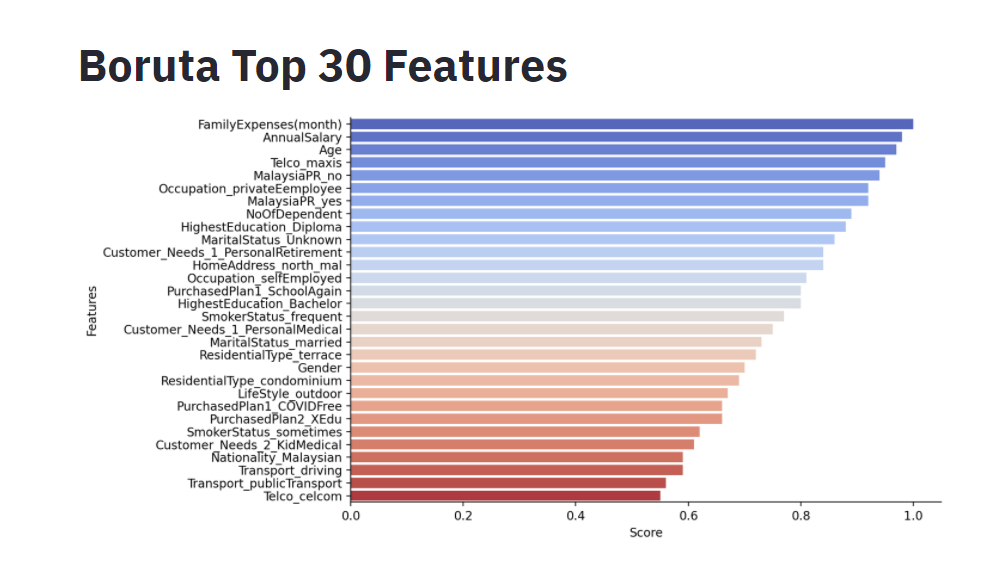 Boruta Top 30 Features
FamilyExpenses(month)
AnnualSalary
Age
Telco_maxis
MalaysiaPR_no
Occupation_privateEemployee
MalaysiaPR_yes
NoOfDependent
HighestEducation_Diploma
MaritalStatus_Unknown
Customer_Needs_1_PersonalRetirement
HomeAddress_north_mal
Occupation_selfEmployed
PurchasedPlan1_SchoolAgain
HighestEducation_Bachelor
SmokerStatus_frequent
Customer_Needs_1_PersonalMedical
MaritalStatus_married
ResidentialType_terrace
Gender
ResidentialType_condominium
LifeStyle_outdoor
PurchasedPlan1_COVIDFree
PurchasedPlan2_XEdu
SmokerStatus_sometimes
Customer_Needs_2_KidMedical
Nationality_Malaysian
Transport_driving
Transport_publicTransport
Telco_celcom
Features
0.0 0.2 0.4 0.6 0.8 1.0
Score